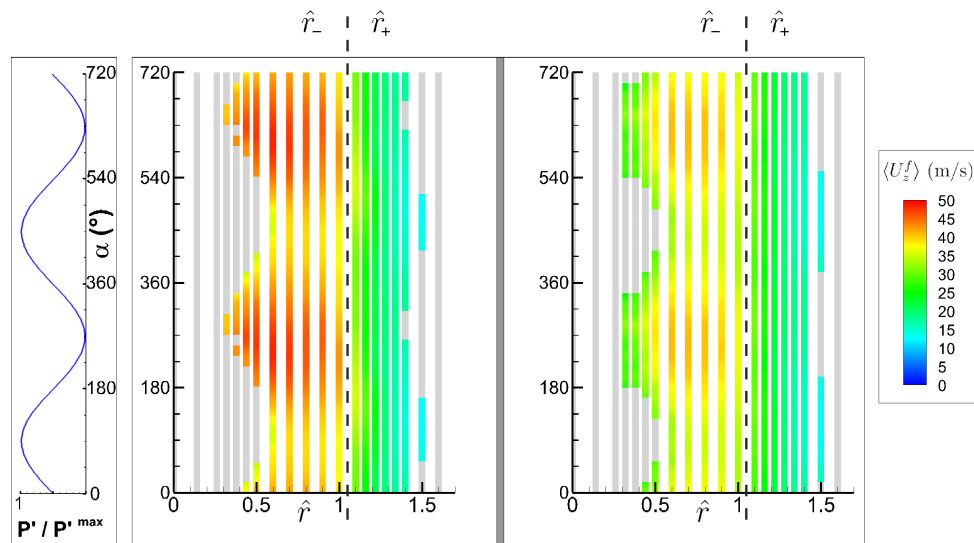 r̂₋ r̂₊ r̂₋ r̂₊
720 720 720
⟨U_z^f⟩ (m/s)
540 540 540
50
45
40
35
30
25
20
15
10
5
0
α (°)
360 360 360
180 180 180
0 0 0
1 0 0.5 r̂ 1 1.5 0 0.5 r̂ 1 1.5
P' / P' max